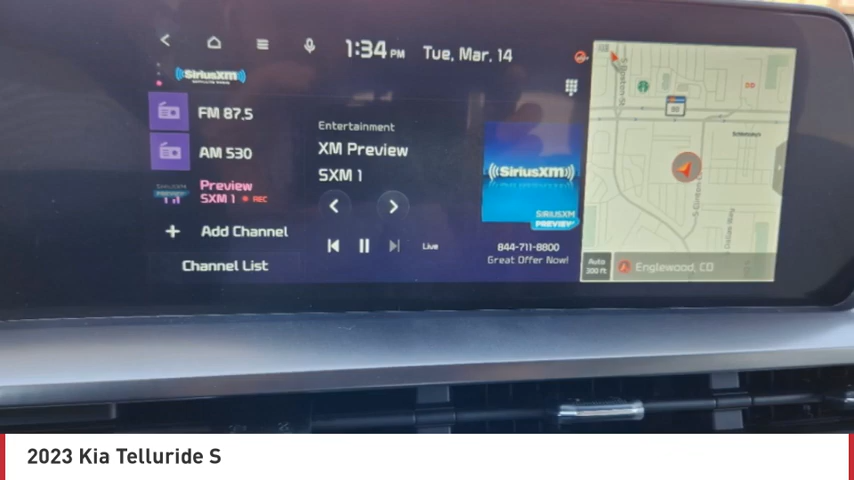 1:34 PM Tue, Mar. 14
SiriusXM
FM 87.5
AM 530
Preview
SXM 1 REC
Add Channel
Channel List
Entertainment
XM Preview
SXM 1
Live
SiriusXM
SIRIUSXM
PREVIEW
844-711-8800
Great Offer Now!
Auto
300 ft
Englewood, CO
2023 Kia Telluride S